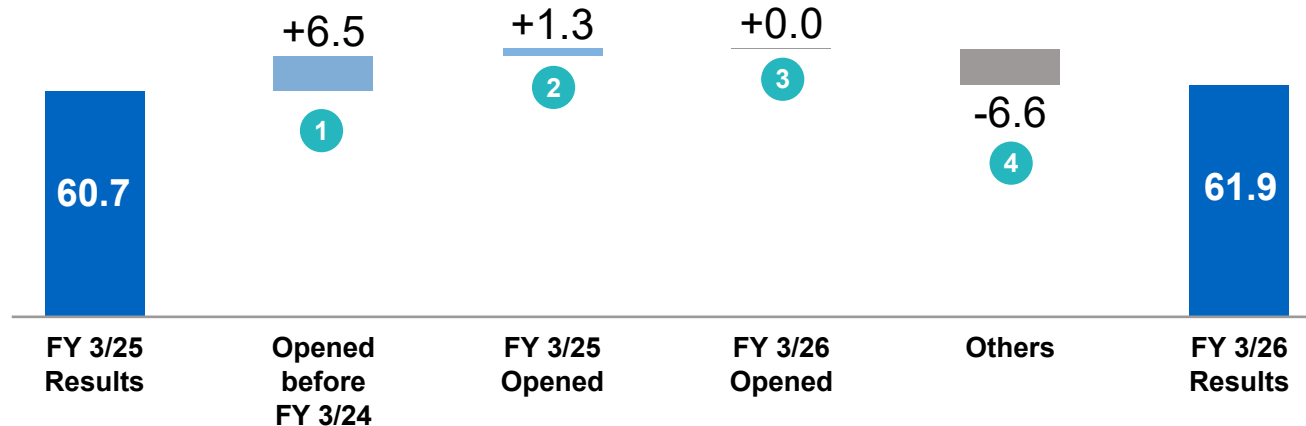 +6.5
+1.3
+0.0
1
2
3
-6.6
4
60.7
61.9
FY 3/25
Results
Opened
before
FY 3/24
FY 3/25
Opened
FY 3/26
Opened
Others
FY 3/26
Results